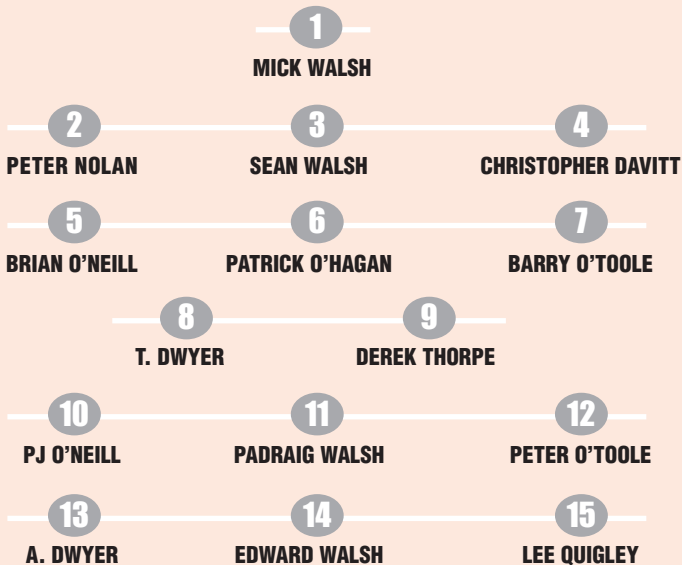 1
MICK WALSH
2 3 4
PETER NOLAN SEAN WALSH CHRISTOPHER DAVITT
5 6 7
BRIAN O’NEILL PATRICK O’HAGAN BARRY O’TOOLE
8 9
T. DWYER DEREK THORPE
10 11 12
PJ O’NEILL PADRAIG WALSH PETER O’TOOLE
13 14 15
A. DWYER EDWARD WALSH LEE QUIGLEY